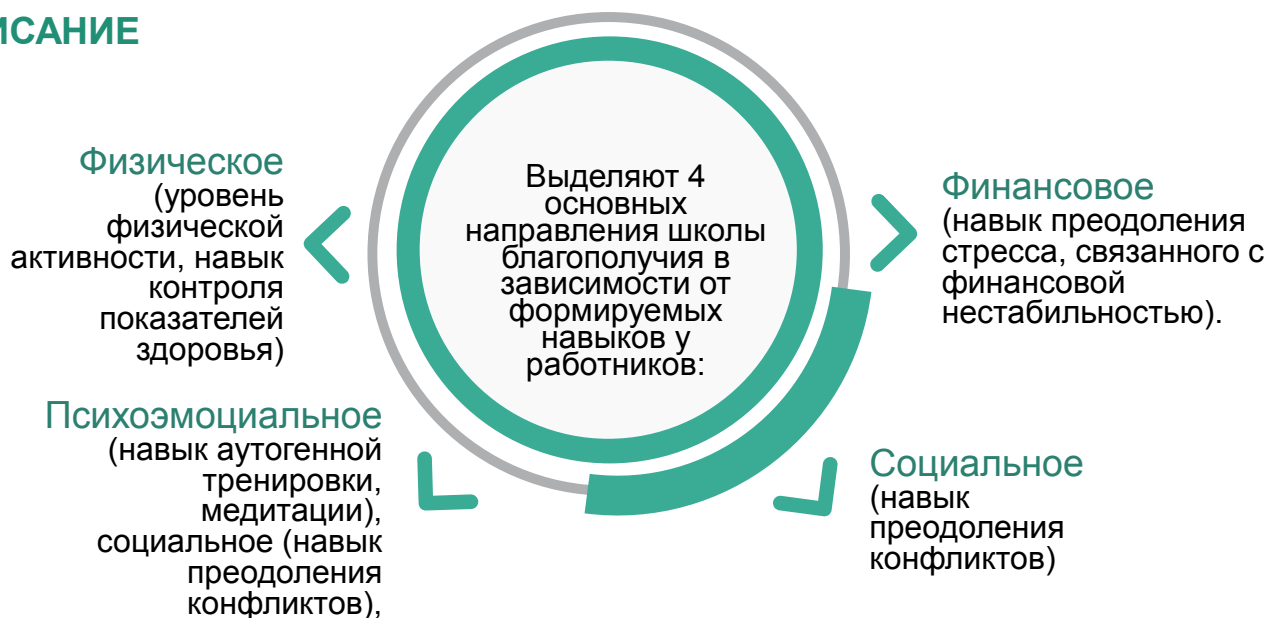 ИСАНИЕ
Выделяют 4
основных
направления школы
благополучия в
зависимости от
формируемых
навыков у
работников:
Физическое
(уровень
физической
активности, навык
контроля
показателей
здоровья)
Психоэмоциальное
(навык аутогенной
тренировки,
медитации),
социальное (навык
преодоления
конфликтов),
Финансовое
(навык преодоления
стресса, связанного с
финансовой
нестабильностью).
Социальное
(навык
преодоления
конфликтов)